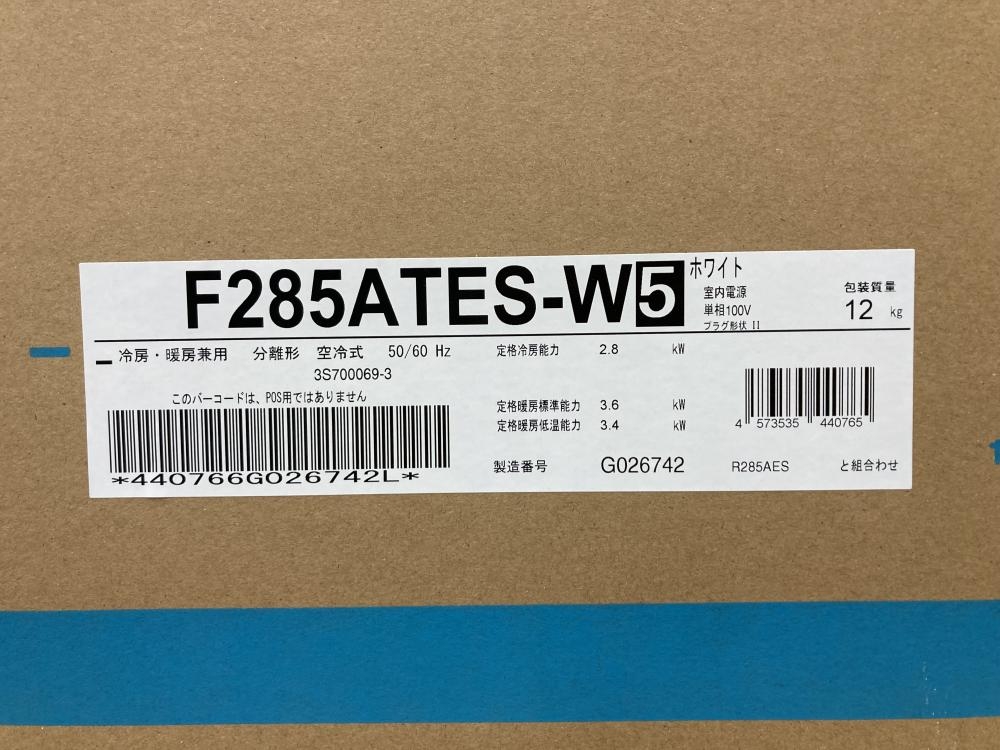 F285ATES-W5 ホワイト
室内電源
単相100V
プラグ形状 II
包装質量
12 kg
冷房・暖房兼用 分離形 空冷式 50/60 Hz
3S700069-3
このバーコードは、POS用ではありません
*440766G026742L*
定格冷房能力 2.8 kW
定格暖房標準能力 3.6 kW
定格暖房低温能力 3.4 kW
製造番号 G026742
4 573535 440765
R285AES と組合わせ